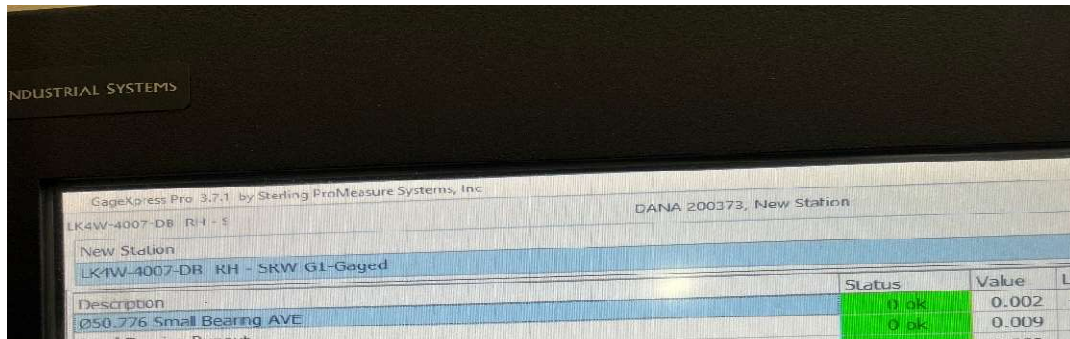 NDUSTRIAL SYSTEMS
GageXpress Pro 3.7.1 by Sterling ProMeasure Systems, Inc
LK4W-4007-DB RH - S
DANA 200373, New Station
New Station
LK4W-4007-DB RH - SKW G1-Gaged
Description Status Value L
Ø50.776 Small Bearing AVE 0 ok 0.002
0 ok 0.009